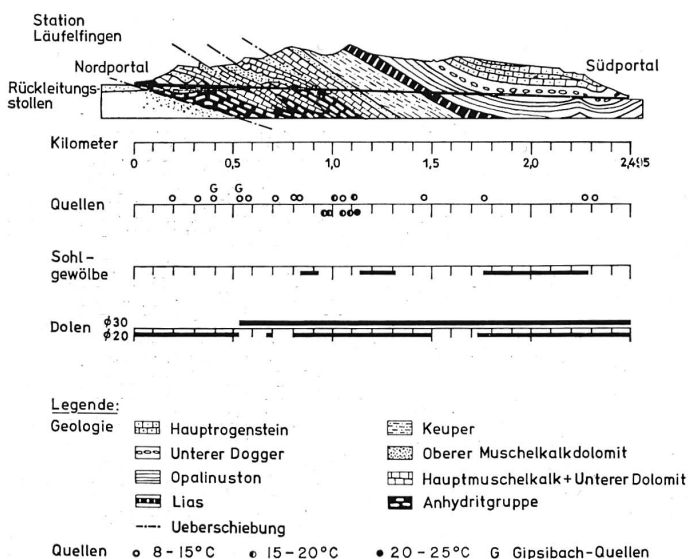 Station
Läufelfingen
Nordportal
Südportal
Rückleitungs-
stollen
Kilometer
0 0,5 1,0 1,5 2,0 2,495
G G
Quellen
Sohl-
gewölbe
ϕ30
Dolen
ϕ20
Legende:
Geologie
Hauptrogenstein
Unterer Dogger
Opalinuston
Lias
Ueberschiebung
Keuper
Oberer Muschelkalkdolomit
Hauptmuschelkalk + Unterer Dolomit
Anhydritgruppe
Quellen 8 - 15°C 15 - 20°C 20 - 25°C G Gipsibach - Quellen